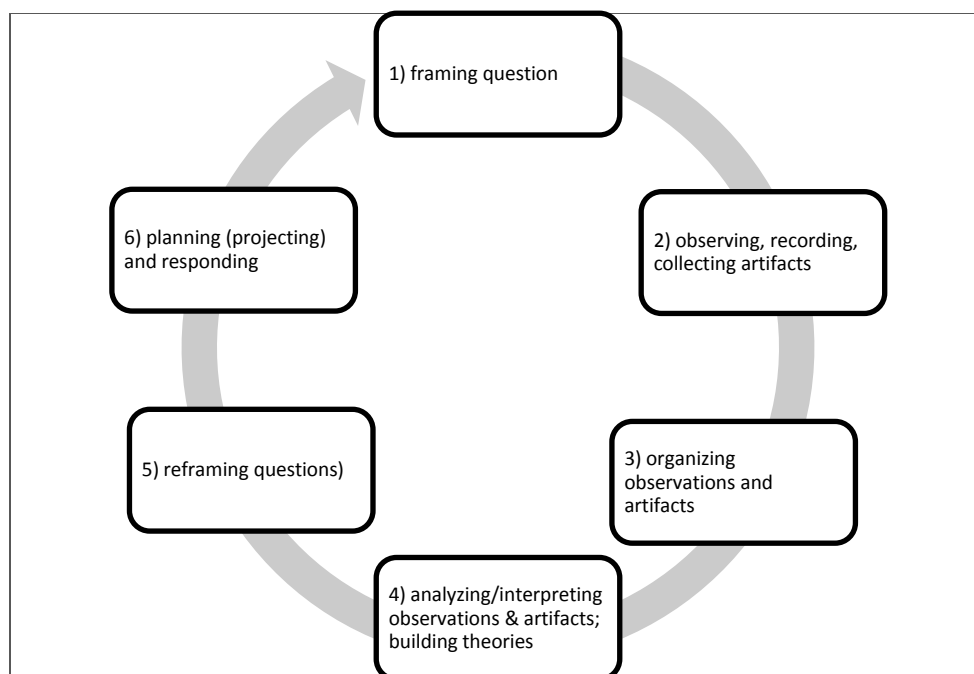 1) framing question
2) observing, recording,
collecting artifacts
3) organizing
observations and
artifacts
4) analyzing/interpreting
observations & artifacts;
building theories
5) reframing questions)
6) planning (projecting)
and responding